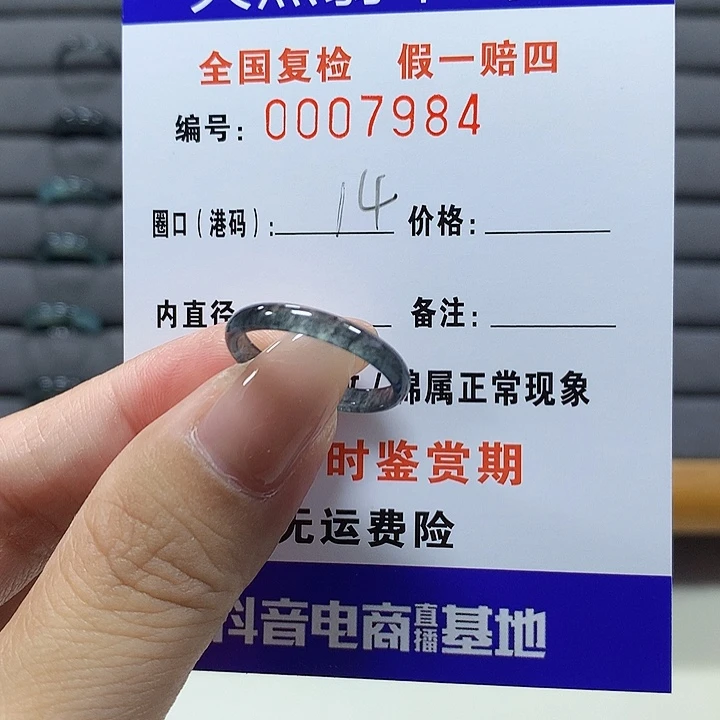 全国复检 假一赔四
编号: 0007984
圈口(港码): 14 价格:
内直径 备注:
/棉属正常现象
时鉴赏期
无运费险
抖音电商直播基地